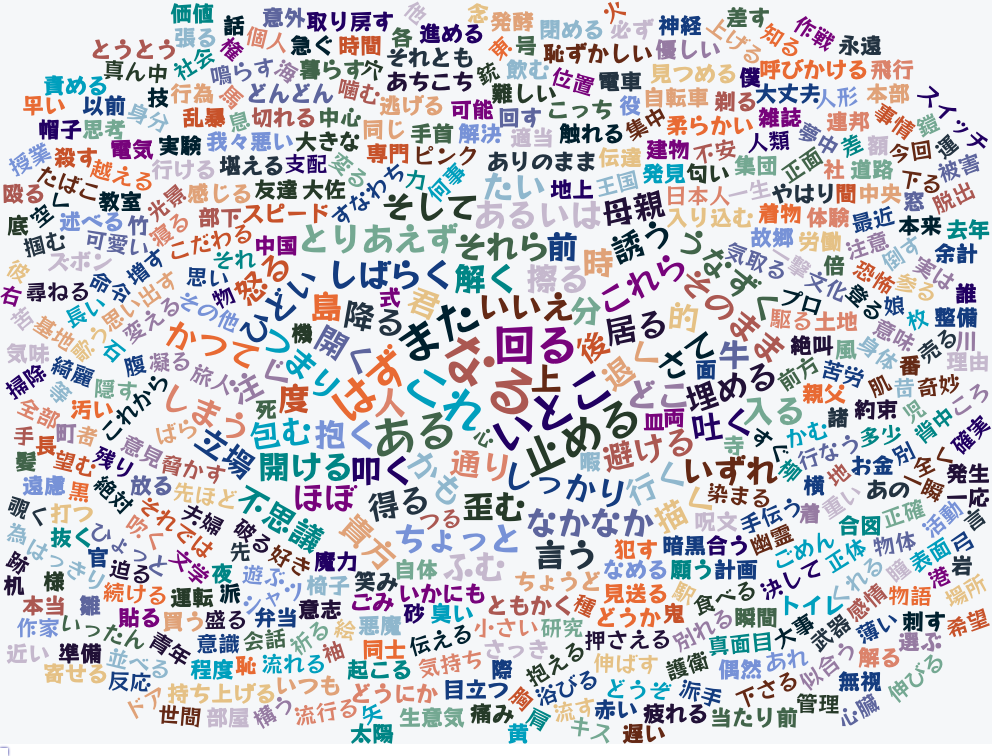 価値 話 意外 取り戻す 他 念 発酵 閉める 火 必ず 神経 差す 知る 作戦 永遠
張る 権 個人 急ぐ 時間 各 進める 号 恥ずかしい 優しい 上げる
とうとう 社会 それとも
真ん中 鳴らす 海 暮らす 穴 あちこち 銃 飲む 位置 電車 見つめる 僕 呼びかける 飛行
責める 技 行為 馬 どんどん 噛む 難しい 自転車 剃る 大丈夫 人形 本部 スイッチ
早い 以前 身分 乱暴 息 切れる 中心 逃げる 可能 回す こっち 役 柔らかい 雑誌 連邦 事情 鎧
帽子 思考 電気 実験 我々 悪い 大きな 同じ 手首 解決 適当 触れる 集中 人類 夢中 差 額 今回 運
授業 殺す 越える 行ける 堪える 支配 変る 専門 ピンク ありのまま 伝達 建物 不安 集団 正面 社 道路 被害
殴る たばこ 教室 光景 感じる 友達 大佐 すなわち 力 何事 たい 地上 王国 発見 匂い 日本人 一生 やはり 間 中央 下る 窓 脱出
底 空く 述べる 竹 寝る 部下 スピード そして あるいは 母親 入り込む 着物 体験 最近 本来 去年
掴む 可愛い こだわる 中国 とりあえず それら 前 誘う うなずく 故郷 労働 注意 倒す 余計
彼 ズボン 増す それ 怒る ひどい しばらく 解く 擦る 時 これら そのまま 気取る 撃つ 倍 文化 恐怖 参る 実は 誰
右 尋ねる 命令 思い出す 思い 物 島 降る 式 君 また いいえ 分 居る 的 プロ 登る 娘 枚 整備
苦 基地 長い 歌う 変える その他 機 開く 回る 後 退く さて 牛 駆る 土地 意味 売る 川
気味 石 腹 かつて つまり はず これ ぬ る 上 どこ 面 埋める 絶叫 風 身体 番 理由
掃除 綺麗 等 隠す 凝る 旅人 注ぐ 度 人 ある 心 いとこ 止める 前方 苦労 肌 苗 奇妙
全部 汚い これから しまう 死 包む 抱く 皿 両 吐く 入る 親父 諸 約束 児 背中 ころ
手 長 町 者 ばら 立場 開ける 叩く かも 通り しっかり 暇 避ける 寺 すぐ かむ 行なう 多少 確実
髪 望む 残り 意見 脅かす ほぼ 得る 歪む 行く いずれ 鳥 横 地 お金 別 全く 発生
遠慮 黒 絶対 放る 先ほど 不思議 つる なかなか 描く 染まる 手伝う 着 重い あの 一瞬 一応
覗く 打つ 吹く それでは 夫婦 破る 貴方 ちょっと 言う 呪文 合図 正確 活動 言
為 はっきり 抜く ひょっと 先 好き 魔力 自体 ふむ 犯す 暗黒 合う 幽霊 ごめん 正体 物体 表面 弓
跡 官 迫る 文学 夜 遊ぶ 椅子 笑み ちょうど なめる 願う 計画 決して くれる 瞳 港 岩
机 様 続ける 運転 派 シャツ ごみ いかにも 見送る 駅 食べる トイレ 感情 物語 場所
本当 雛 貼る 買う 盛る 弁当 意志 砂 臭い ともかく 種 どうか 鬼 瞬間 武器 薄い 刺す 希望
作家 いったん 青年 意識 会話 祈る 絵 悪魔 伝える 小さい 研究 押さえる 別れる 真面目 大事 選ぶ
近い 準備 並べる 程度 恥 流れる 袖 同士 気持ち さっき 抱える 伸ばす 護衛 偶然 あれ 似合う 解る
寄せる 反応 起こる 際 無視 伸びる
ドア 持ち上げる いつも どうにか 目立つ 胸 浴びる どうぞ 派手 下さる 管理
世間 部屋 構う 流行る 矢 生意気 痛み 肩 流す 赤い 疲れる 当たり前 心臓
太陽 黄 キス 遅い